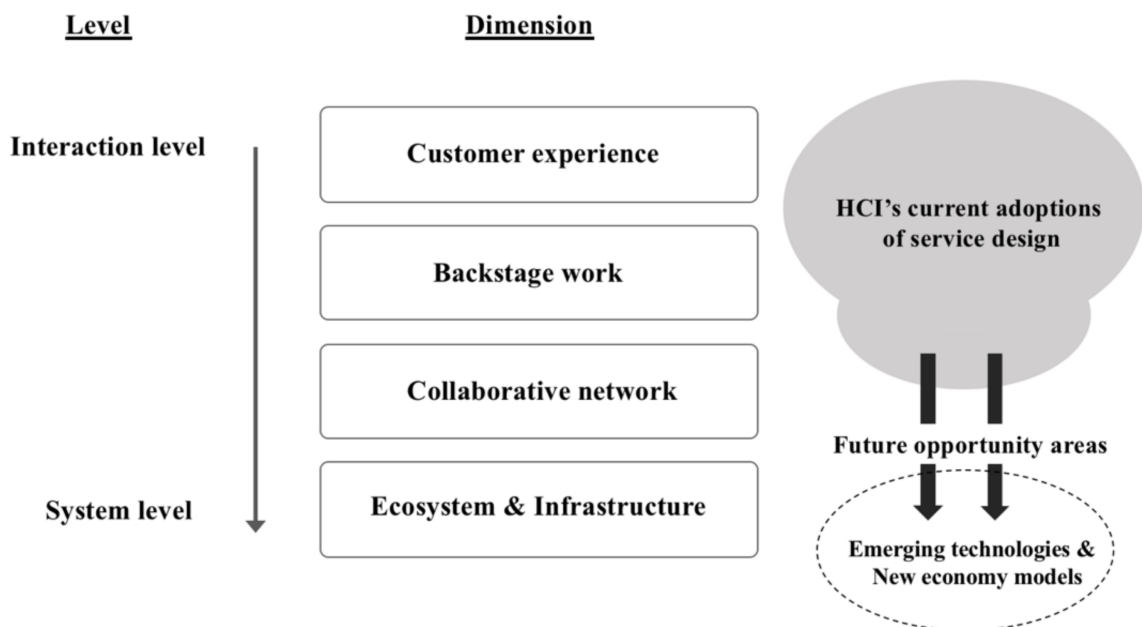 Level
Dimension
Interaction level
Customer experience
HCI’s current adoptions
of service design
Backstage work
Collaborative network
Future opportunity areas
System level
Ecosystem & Infrastructure
Emerging technologies &
New economy models